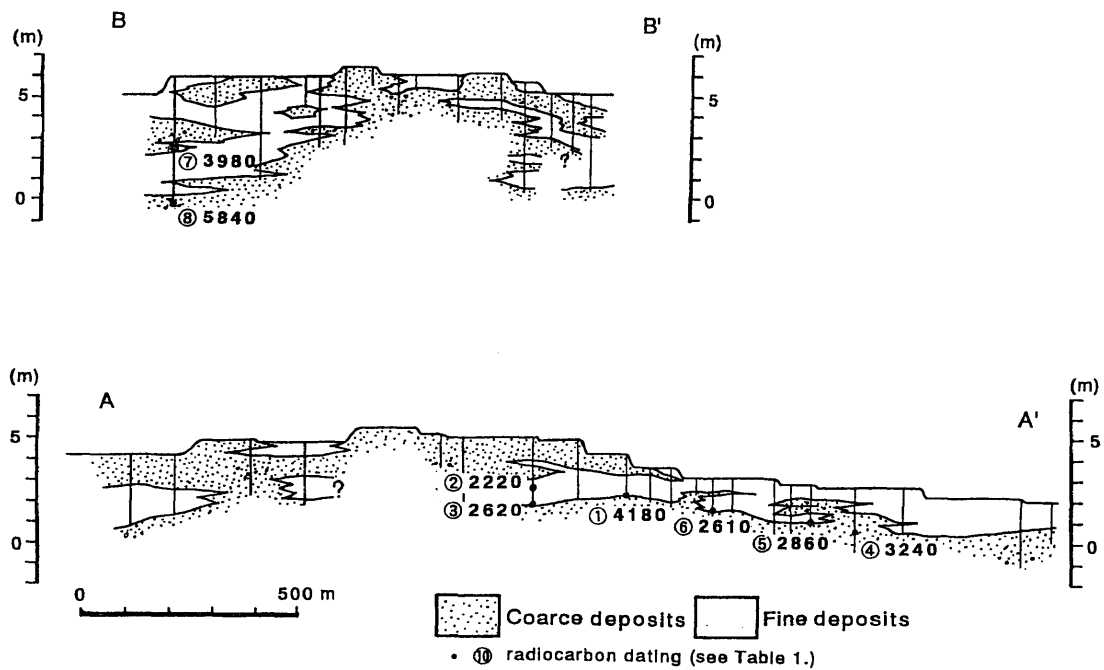 B
B'
(m)
(m)
5
5
0
0
⑦ 3980
⑧ 5840
(m)
(m)
A
A'
5
5
0
0
② 2220
③ 2620
① 4180
⑥ 2610
⑤ 2860
④ 3240
?
?
0 500 m
Coarce deposits
Fine deposits
• ⑩ radiocarbon dating (see Table 1.)